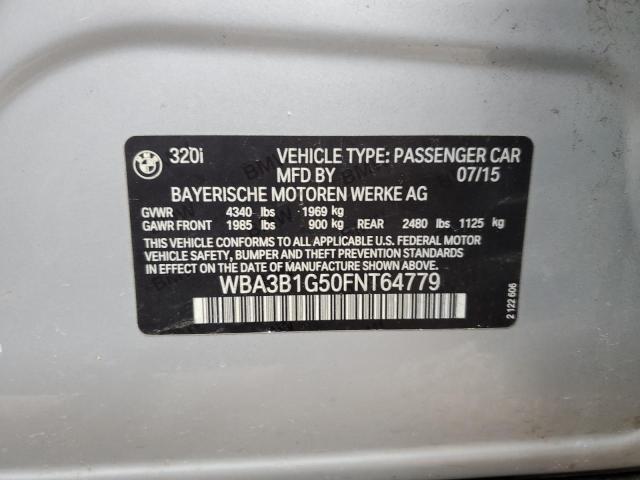 BMW 320i VEHICLE TYPE: PASSENGER CAR
MFD BY 07/15
BAYERISCHE MOTOREN WERKE AG
GVWR 4340 lbs 1969 kg
GAWR FRONT 1985 lbs 900 kg REAR 2480 lbs 1125 kg
THIS VEHICLE CONFORMS TO ALL APPLICABLE U.S. FEDERAL MOTOR
VEHICLE SAFETY, BUMPER AND THEFT PREVENTION STANDARDS
IN EFFECT ON THE DATE OF MANUFACTURE SHOWN ABOVE.
WBA3B1G50FNT64779
2 122 606